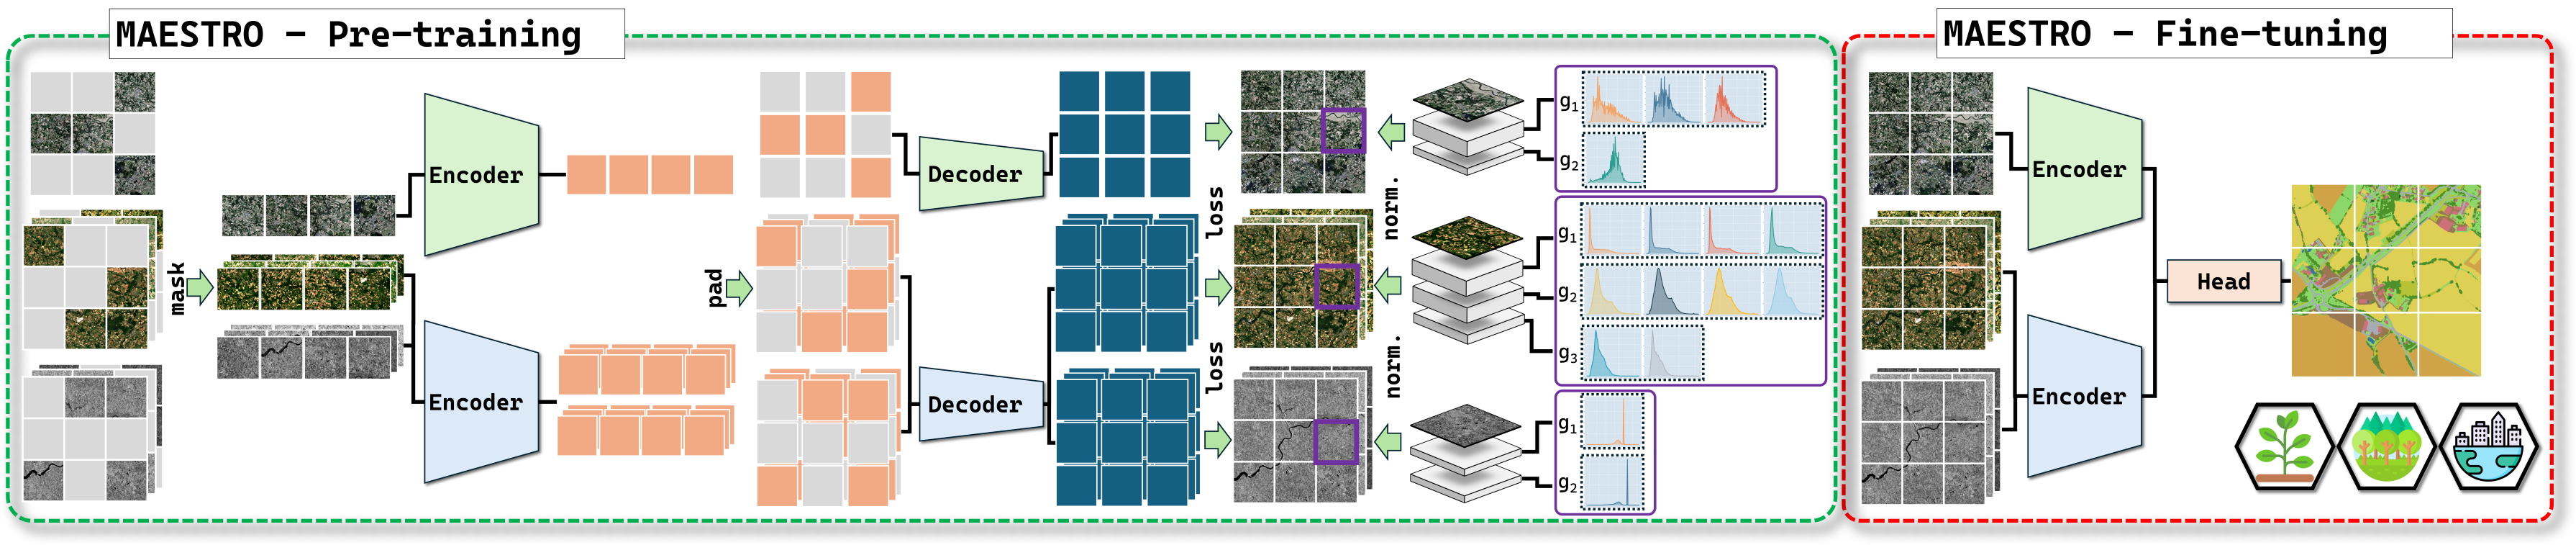 MAESTRO - Pre-training
MAESTRO - Fine-tuning
mask
Encoder
Encoder
pad
Decoder
Decoder
loss
loss
norm.
norm.
g1
g2
g1
g2
g3
g1
g2
Encoder
Encoder
Head